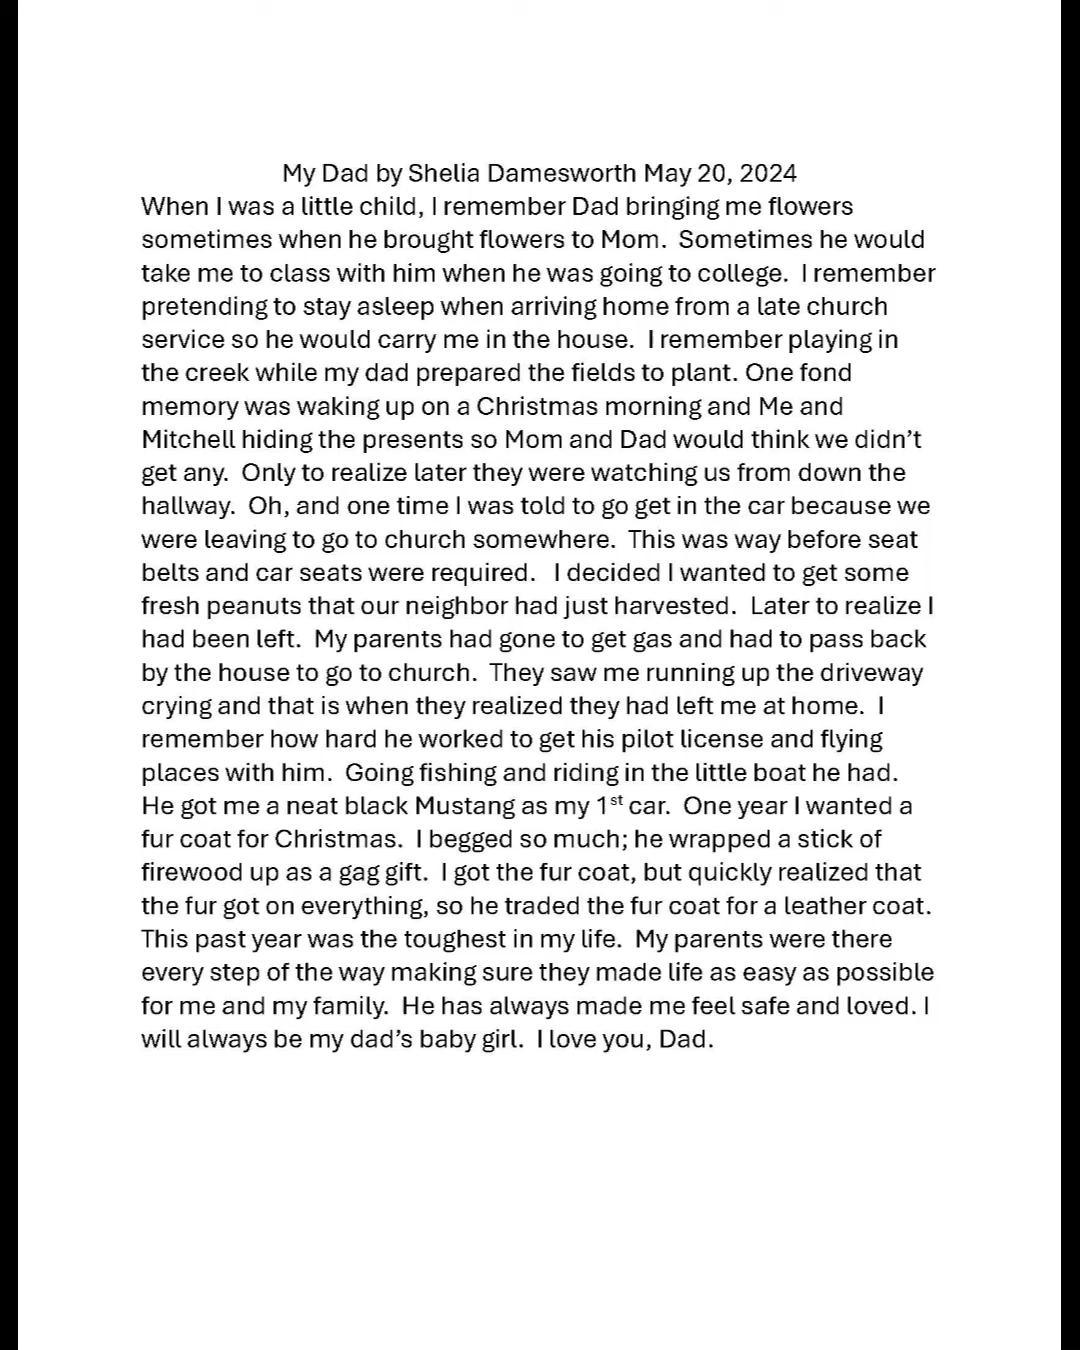 My Dad by Shelia Damesworth May 20, 2024
When I was a little child, I remember Dad bringing me flowers
sometimes when he brought flowers to Mom.  Sometimes he would
take me to class with him when he was going to college.  I remember
pretending to stay asleep when arriving home from a late church
service so he would carry me in the house.  I remember playing in
the creek while my dad prepared the fields to plant. One fond
memory was waking up on a Christmas morning and Me and
Mitchell hiding the presents so Mom and Dad would think we didn’t
get any.  Only to realize later they were watching us from down the
hallway.  Oh, and one time I was told to go get in the car because we
were leaving to go to church somewhere.  This was way before seat
belts and car seats were required.   I decided I wanted to get some
fresh peanuts that our neighbor had just harvested.  Later to realize I
had been left.  My parents had gone to get gas and had to pass back
by the house to go to church.  They saw me running up the driveway
crying and that is when they realized they had left me at home.  I
remember how hard he worked to get his pilot license and flying
places with him.  Going fishing and riding in the little boat he had.
He got me a neat black Mustang as my 1st car.  One year I wanted a
fur coat for Christmas.  I begged so much; he wrapped a stick of
firewood up as a gag gift.  I got the fur coat, but quickly realized that
the fur got on everything, so he traded the fur coat for a leather coat.
This past year was the toughest in my life.  My parents were there
every step of the way making sure they made life as easy as possible
for me and my family.  He has always made me feel safe and loved. I
will always be my dad’s baby girl.  I love you, Dad.